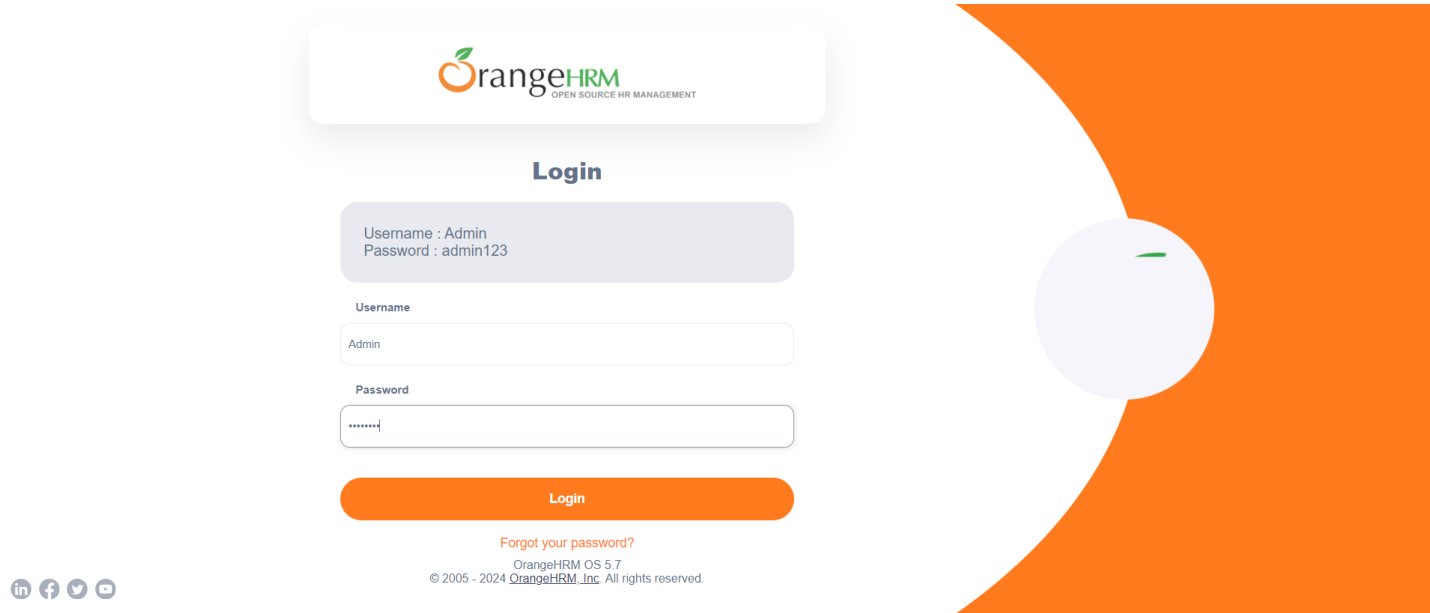 OrangeHRM
OPEN SOURCE HR MANAGEMENT
Login
Username : Admin
Password : admin123
Username
Admin
Password
••••••••
Login
Forgot your password?
OrangeHRM OS 5.7
© 2005 - 2024 OrangeHRM, Inc. All rights reserved.